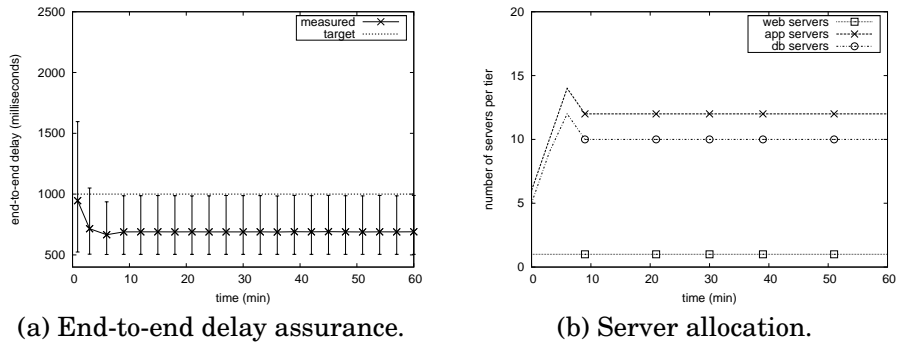 2500
2000
1500
1000
500
0 10 20 30 40 50 60
end-to-end delay (milliseconds)
time (min)
measured
target
(a) End-to-end delay assurance.
20
15
10
5
0
0 10 20 30 40 50 60
number of servers per tier
time (min)
web servers
app servers
db servers
(b) Server allocation.